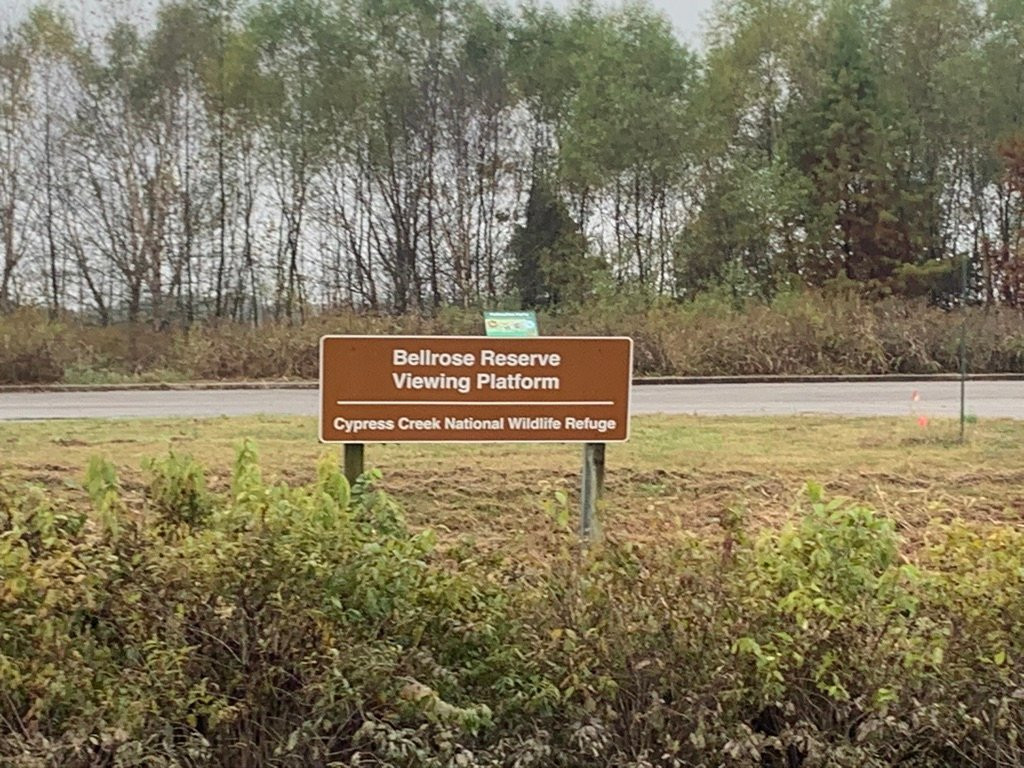 Bellrose Reserve
Viewing Platform
Cypress Creek National Wildlife Refuge